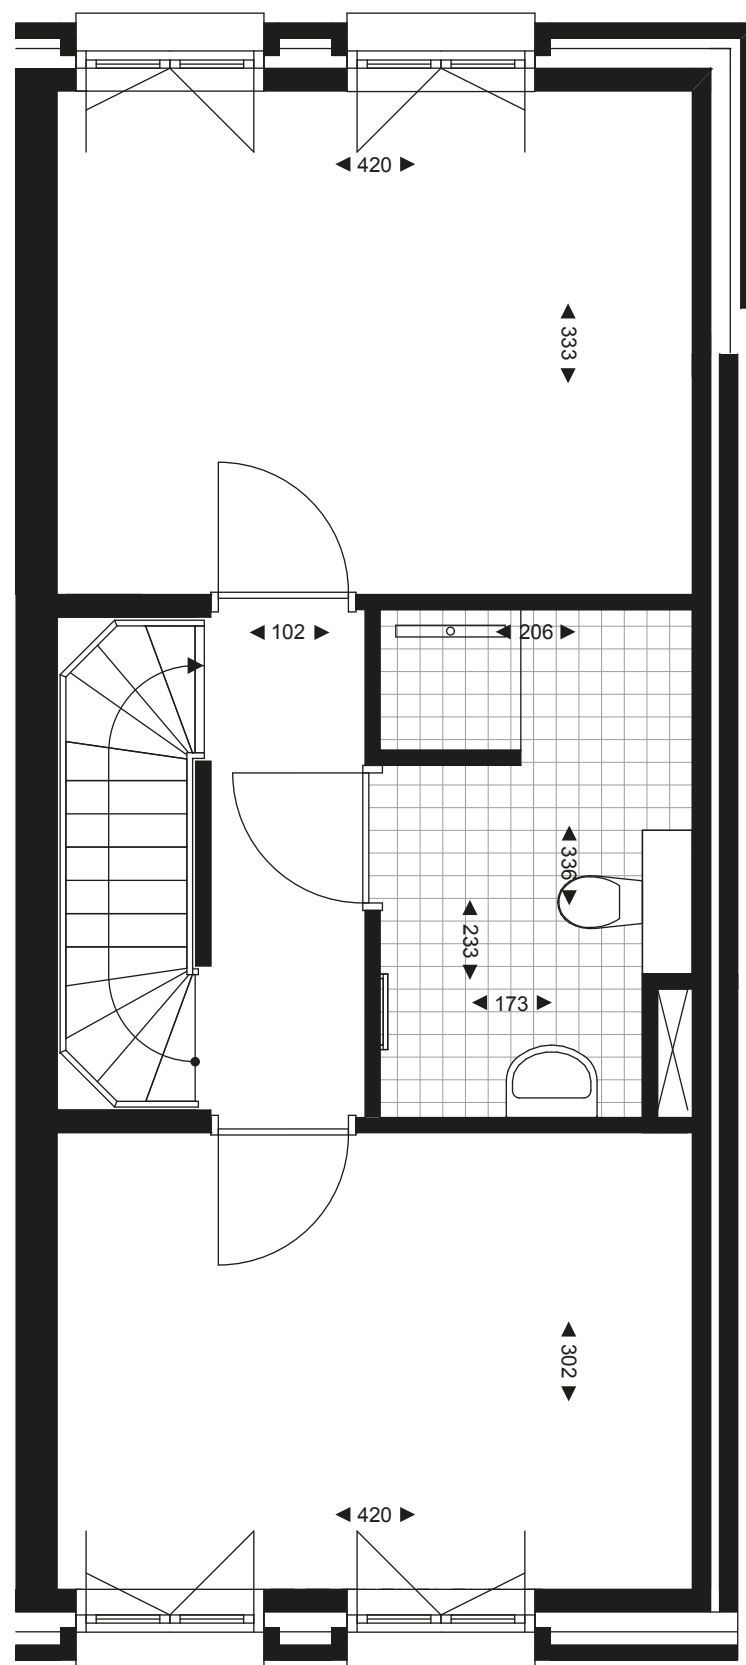 ◄ 420 ►
◄ 333 ►
◄ 102 ►
◄ 206 ►
◄ 336 ►
◄ 233 ►
◄ 173 ►
◄ 302 ►
◄ 420 ►